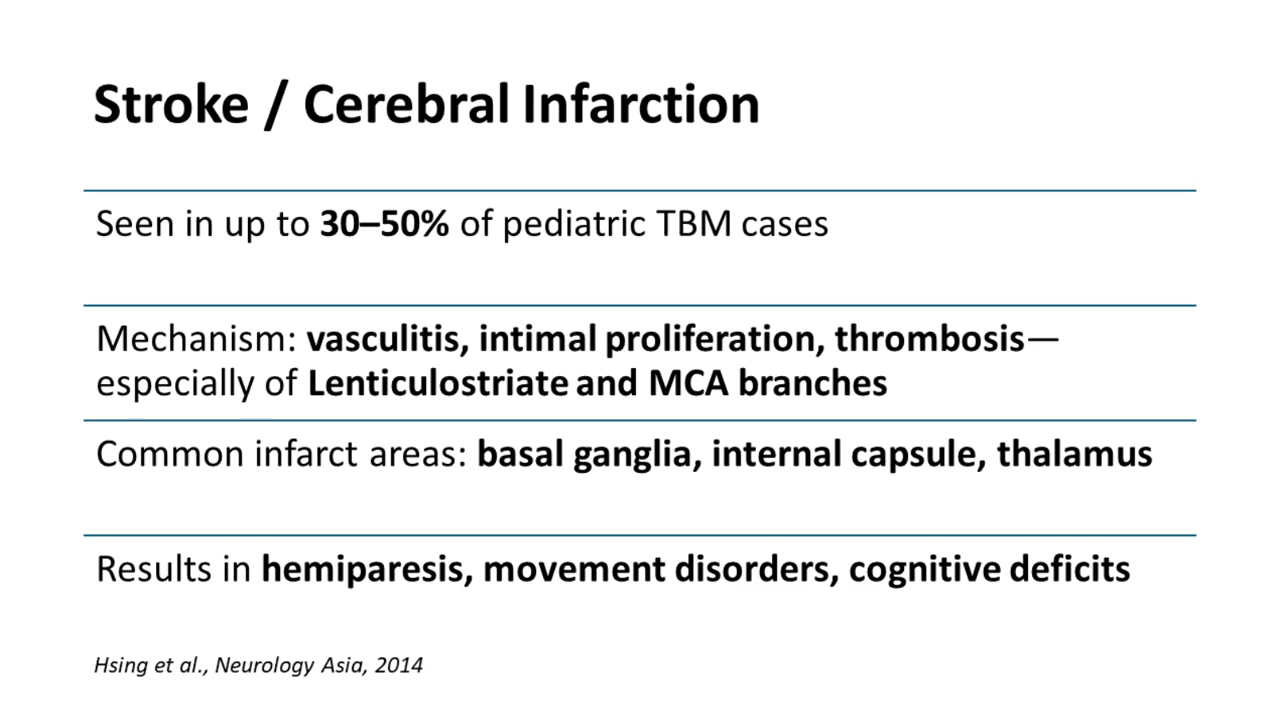 Stroke / Cerebral Infarction
Seen in up to 30–50% of pediatric TBM cases
Mechanism: vasculitis, intimal proliferation, thrombosis—
especially of Lenticulostriate and MCA branches
Common infarct areas: basal ganglia, internal capsule, thalamus
Results in hemiparesis, movement disorders, cognitive deficits
Hsing et al., Neurology Asia, 2014